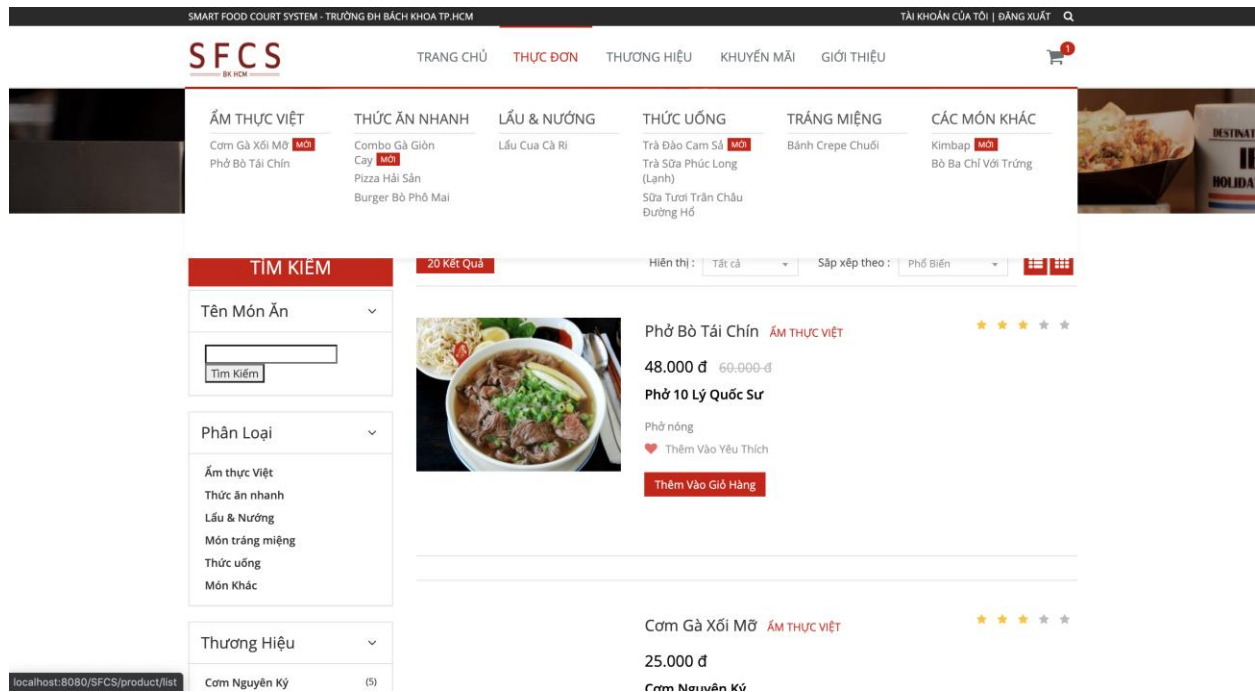 SMART FOOD COURT SYSTEM - TRƯỜNG ĐH BÁCH KHOA TP.HCM
TÀI KHOẢN CỦA TÔI | ĐĂNG XUẤT
SFCS
BK HCM
TRANG CHỦ THỰC ĐƠN THƯƠNG HIỆU KHUYẾN MÃI GIỚI THIỆU
1
ẨM THỰC VIỆT
Cơm Gà Xối Mỡ MỚI
Phở Bò Tái Chín
THỨC ĂN NHANH
Combo Gà Giòn
Cay MỚI
Pizza Hải Sản
Burger Bò Phô Mai
LẨU & NƯỚNG
Lẩu Cua Cà Ri
THỨC UỐNG
Trà Đào Cam Sả MỚI
Trà Sữa Phúc Long
(Lạnh)
Sữa Tươi Trân Châu
Đường Hổ
TRÁNG MIỆNG
Bánh Crepe Chuối
CÁC MÓN KHÁC
Kimbap MỚI
Bò Ba Chỉ Với Trứng
DESTINAT
HOLIDA
TÌM KIẾM
20 Kết Quả
Hiển thị : Tất cả
Sắp xếp theo : Phổ Biến
Tên Món Ăn
Tìm Kiếm
Phân Loại
Ẩm thực Việt
Thức ăn nhanh
Lẩu & Nướng
Món tráng miệng
Thức uống
Món Khác
Thương Hiệu
Cơm Nguyên Ký (5)
Phở Bò Tái Chín ẨM THỰC VIỆT
48.000 đ 60.000 đ
Phở 10 Lý Quốc Sư
Phở nóng
Thêm Vào Yêu Thích
Thêm Vào Giỏ Hàng
Cơm Gà Xối Mỡ ẨM THỰC VIỆT
25.000 đ
Cơm Nguyên Ký
localhost:8080/SFCS/product/list